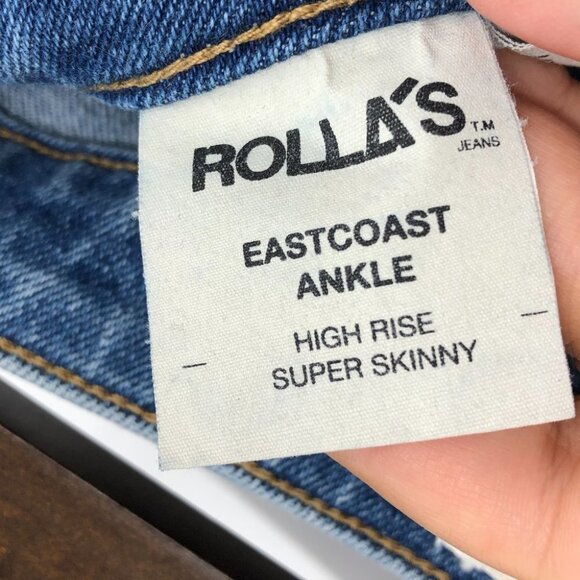 ROLLA'S T.M
JEANS
EASTCOAST
ANKLE
HIGH RISE
SUPER SKINNY